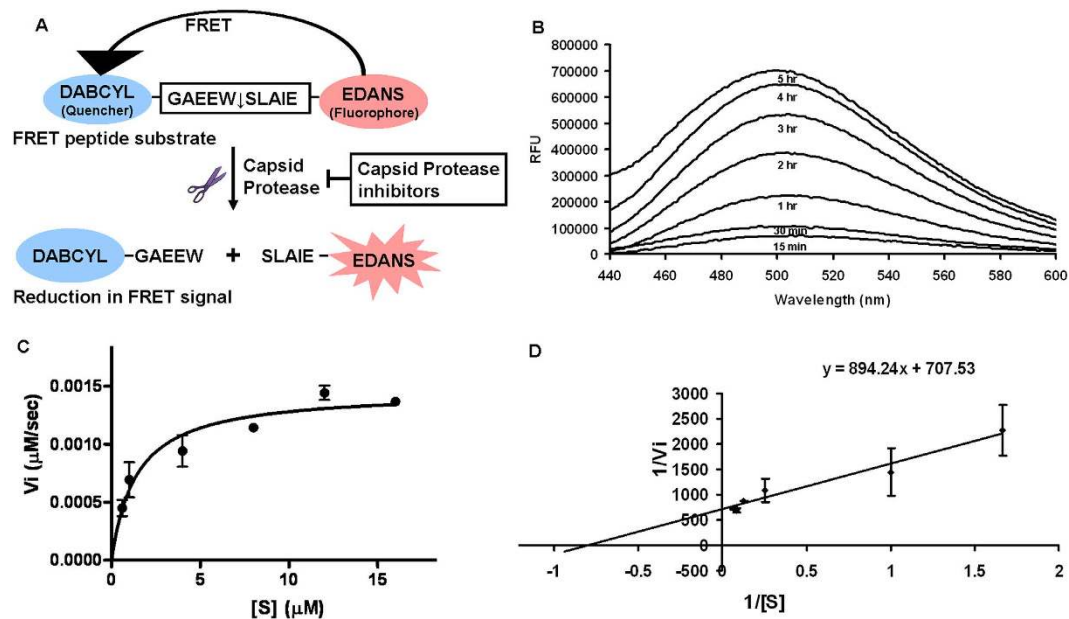 A
FRET
DABCYL
(Quencher)
GAEEW↓SLAIE
EDANS
(Fluorophore)
FRET peptide substrate
Capsid
Protease
Capsid Protease
inhibitors
DABCYL
-GAEEW + SLAIE -
EDANS
Reduction in FRET signal
B
800000
700000
600000
500000
400000
300000
200000
100000
0
RFU
5 hr
4 hr
3 hr
2 hr
1 hr
30 min
15 min
440 460 480 500 520 540 560 580 600
Wavelength (nm)
C
Vi (μM/sec)
0.0015
0.0010
0.0005
0.0000
0 5 10 15
[S] (μM)
D
y = 894.24x + 707.53
1/Vi
3000
2500
2000
1500
1000
500
0
-500
-1 -0.5 0 0.5 1 1.5 2
1/[S]